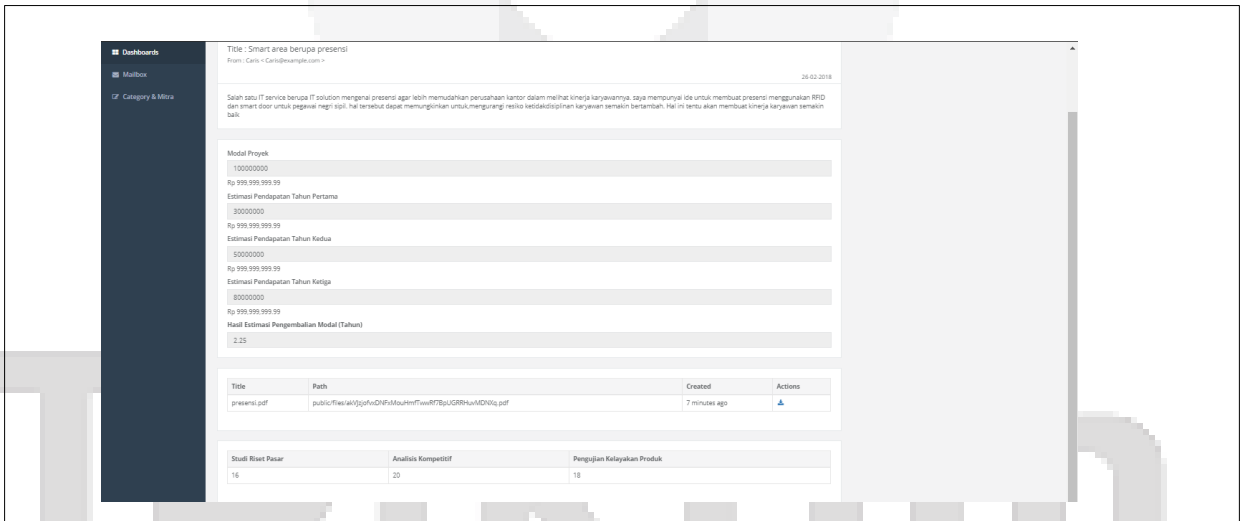 Dashboards
Mailbox
Category & Mitra
Title : Smart area berupa presensi
From : Caris < Caris@example.com >
26-02-2018
Salah satu IT service berupa IT solution mengenai presensi agar lebih memudahkan perusahaan kantor dalam melihat kinerja karyawannya. saya mempunyai ide untuk membuat presensi menggunakan RFID
dan smart door untuk pegawai negri sipil. hal tersebut dapat memungkinkan untuk,mengurangi resiko ketidakdisiplinan karyawan semakin bertambah. Hal ini tentu akan membuat kinerja karyawan semakin
baik
Modal Proyek
100000000
Rp 999,999,999.99
Estimasi Pendapatan Tahun Pertama
30000000
Rp 999,999,999.99
Estimasi Pendapatan Tahun Kedua
50000000
Rp 999,999,999.99
Estimasi Pendapatan Tahun Ketiga
80000000
Rp 999,999,999.99
Hasil Estimasi Pengembalian Modal (Tahun)
2.25
Title Path Created Actions
presensi.pdf 7 minutes ago
Studi Riset Pasar Analisis Kompetitif Pengujian Kelayakan Produk
16 20 18